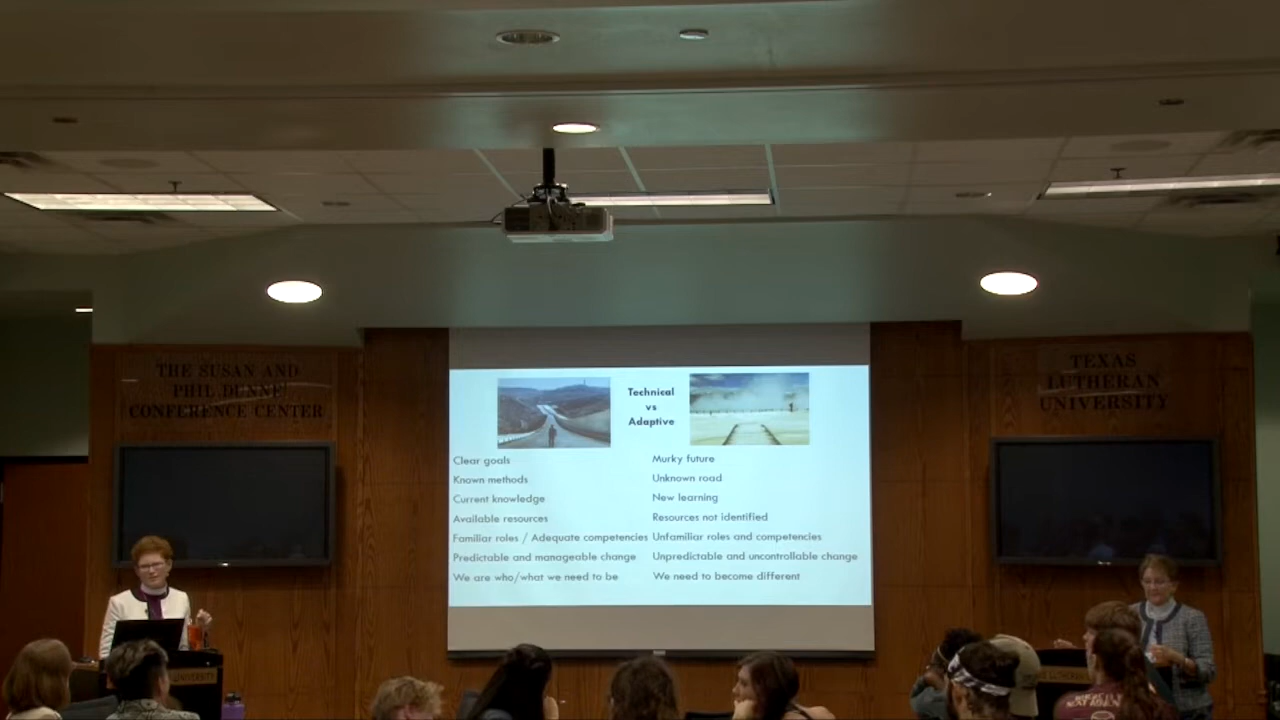 THE SUSAN AND
PHIL DUNNE
CONFERENCE CENTER
TEXAS
LUTHERAN
UNIVERSITY
Technical
vs
Adaptive
Clear goals
Known methods
Current knowledge
Available resources
Familiar roles / Adequate competencies
Predictable and manageable change
We are who/what we need to be
Murky future
Unknown road
New learning
Resources not identified
Unfamiliar roles and competencies
Unpredictable and uncontrollable change
We need to become different
UNIVERSITY